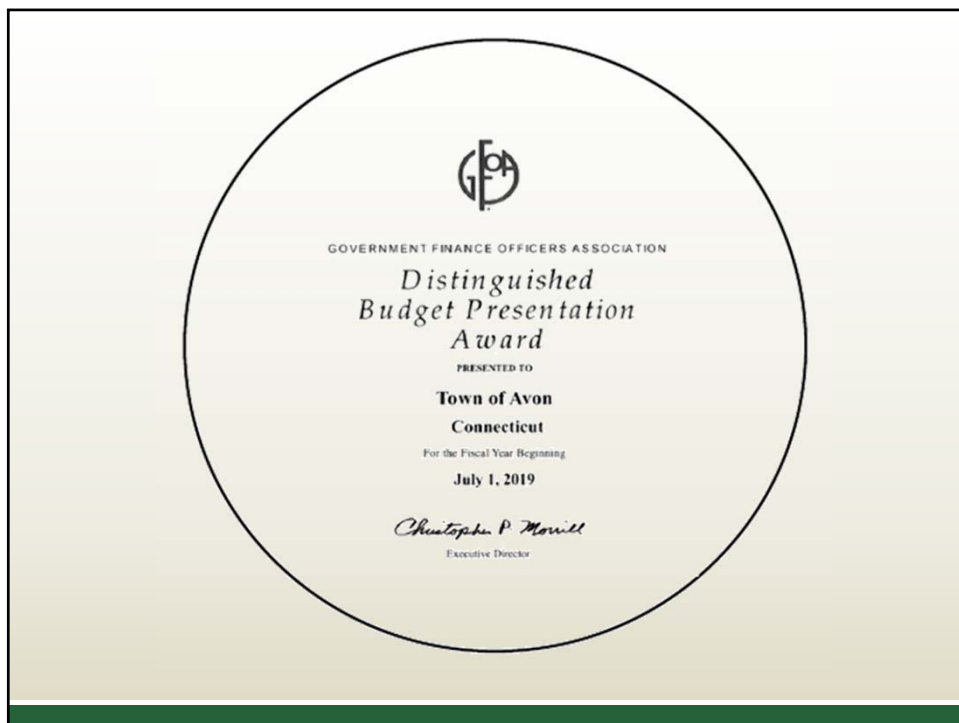 GFOA
GOVERNMENT FINANCE OFFICERS ASSOCIATION
Distinguished
Budget Presentation
Award
PRESENTED TO
Town of Avon
Connecticut
For the Fiscal Year Beginning
July 1, 2019
Christopher P. Morrill
Executive Director